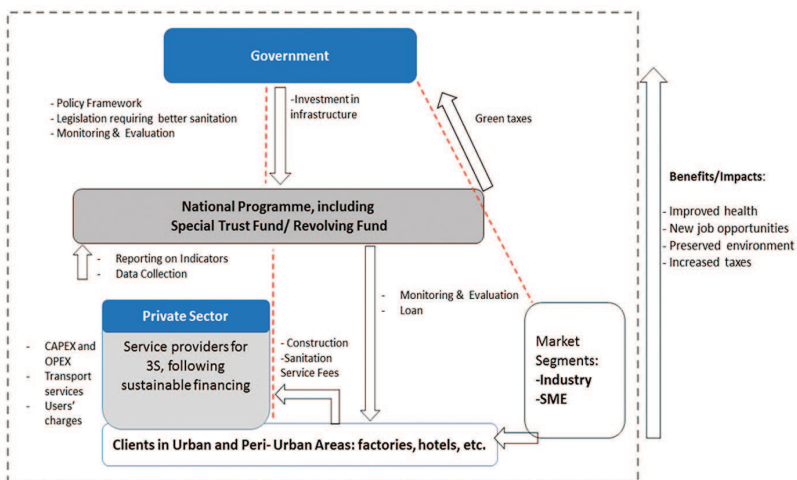 Government
- Policy Framework
- Legislation requiring better sanitation
- Monitoring & Evaluation
-Investment in
infrastructure
Green taxes
National Programme, including
Special Trust Fund/ Revolving Fund
- Reporting on Indicators
- Data Collection
- Monitoring & Evaluation
- Loan
Private Sector
Service providers for
3S, following
sustainable financing
- CAPEX and
OPEX
- Transport
services
- Users'
charges
- Construction
-Sanitation
Service Fees
Market
Segments:
-Industry
-SME
Clients in Urban and Peri- Urban Areas: factories, hotels, etc.
Benefits/Impacts:
- Improved health
- New job opportunities
- Preserved environment
- Increased taxes